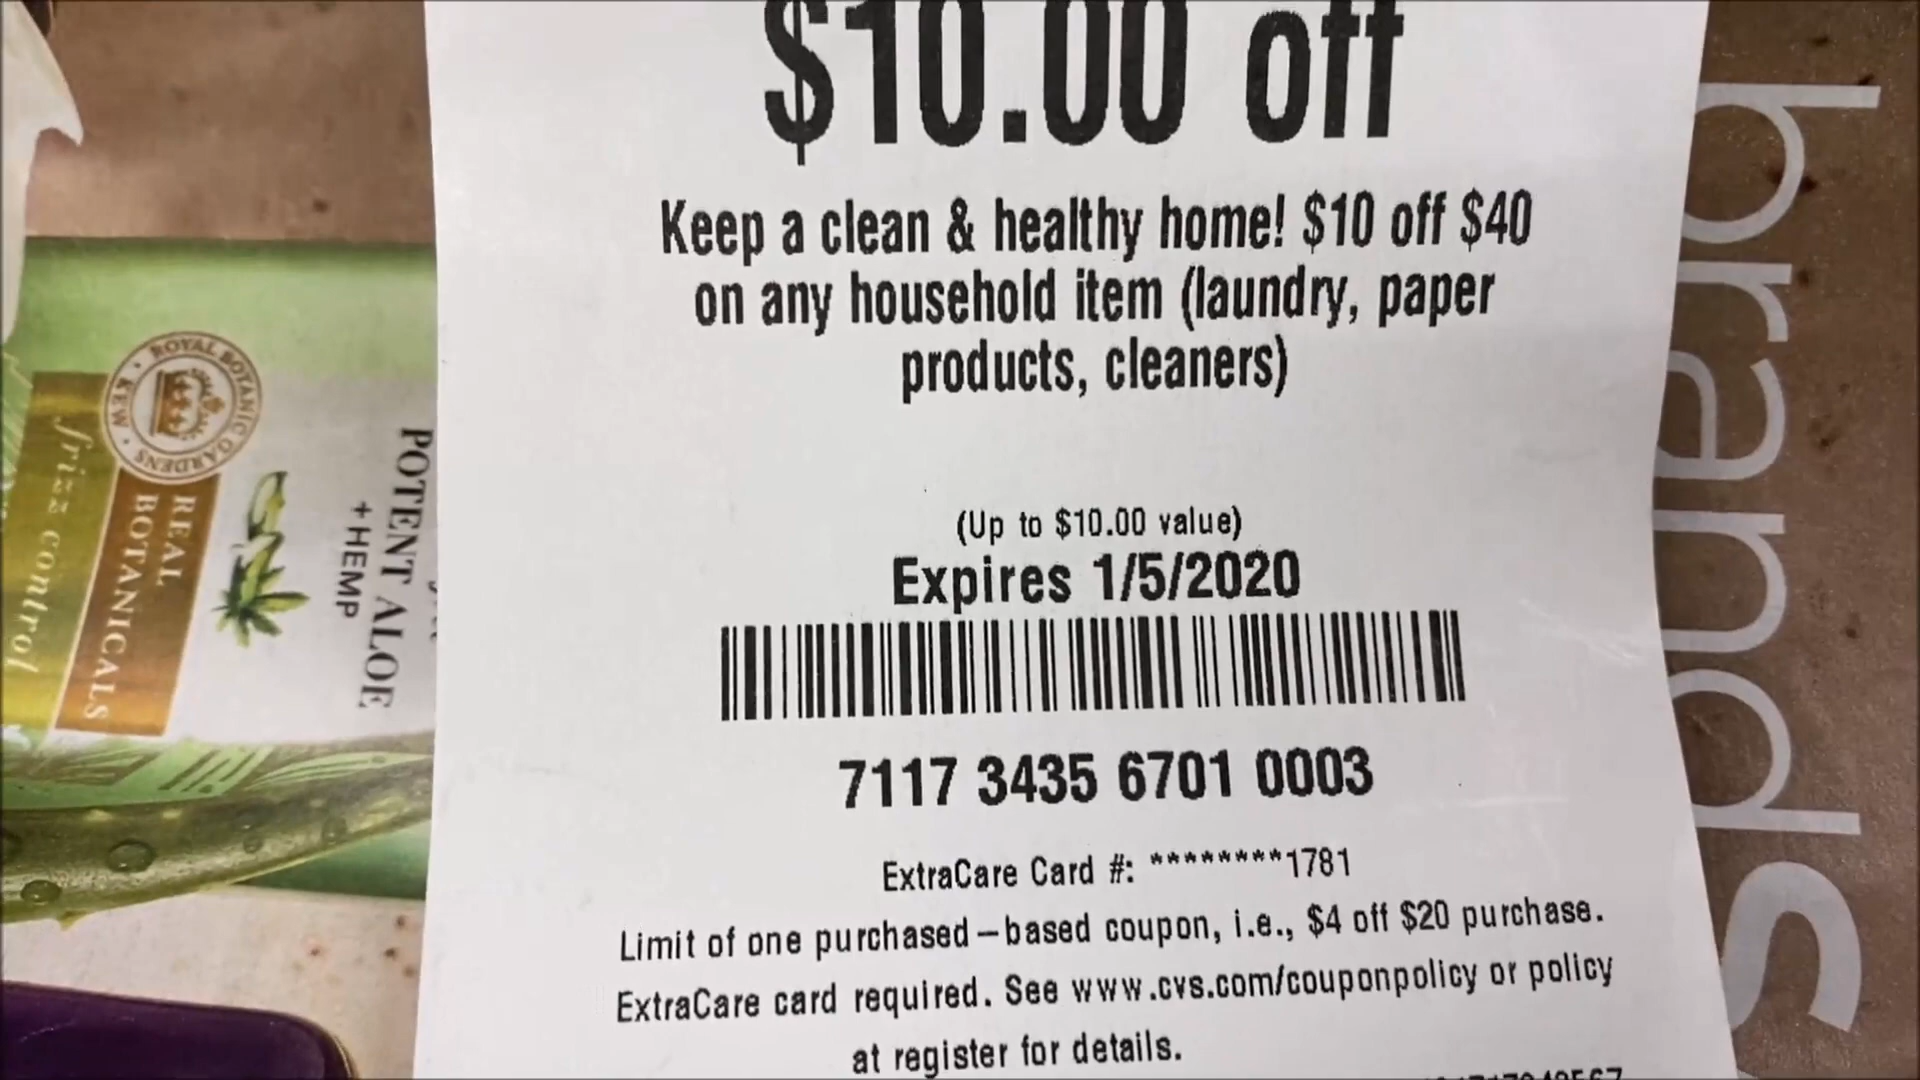 $10.00 off
Keep a clean & healthy home! $10 off $40
on any household item (laundry, paper
products, cleaners)
(Up to $10.00 value)
Expires 1/5/2020
7117 3435 6701 0003
ExtraCare Card #: ********1781
Limit of one purchased-based coupon, i.e., $4 off $20 purchase.
ExtraCare card required. See www.cvs.com/couponpolicy or policy
at register for details.
brands
ROYAL BOTANIC GARDENS
• KEW •
REAL
BOTANICALS
frizz control
POTENT ALOE
+HEMP